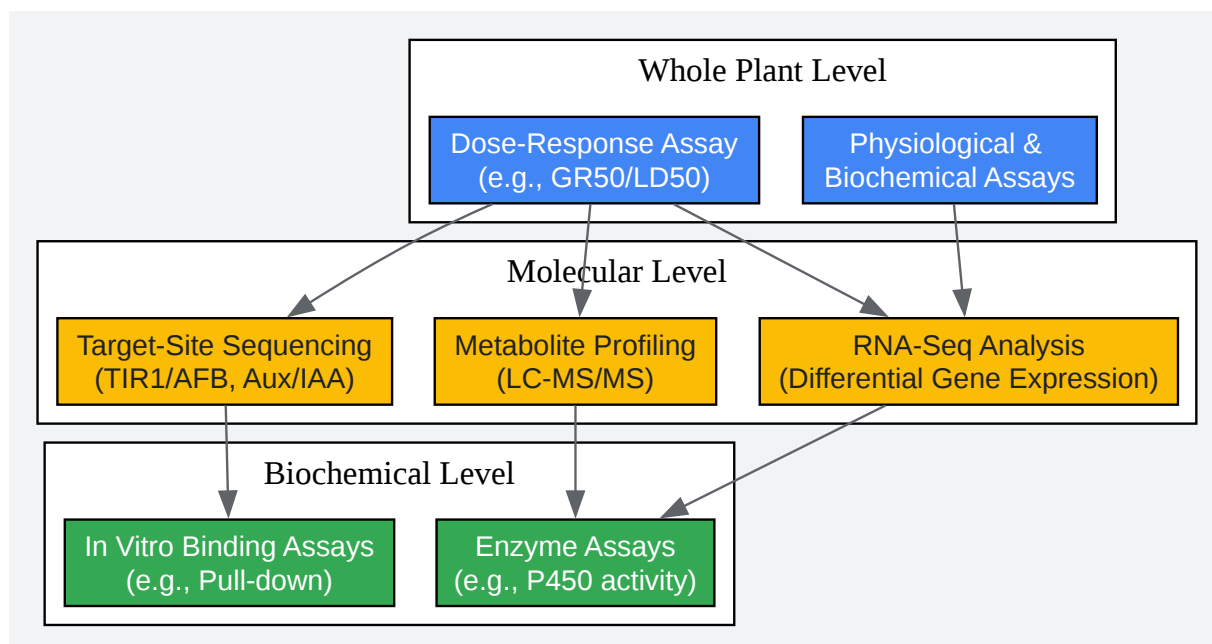 Whole Plant Level
Dose-Response Assay
(e.g., GR50/LD50)
Physiological &
Biochemical Assays
Molecular Level
Target-Site Sequencing
(TIR1/AFB, Aux/IAA)
Metabolite Profiling
(LC-MS/MS)
RNA-Seq Analysis
(Differential Gene Expression)
Biochemical Level
In Vitro Binding Assays
(e.g., Pull-down)
Enzyme Assays
(e.g., P450 activity)